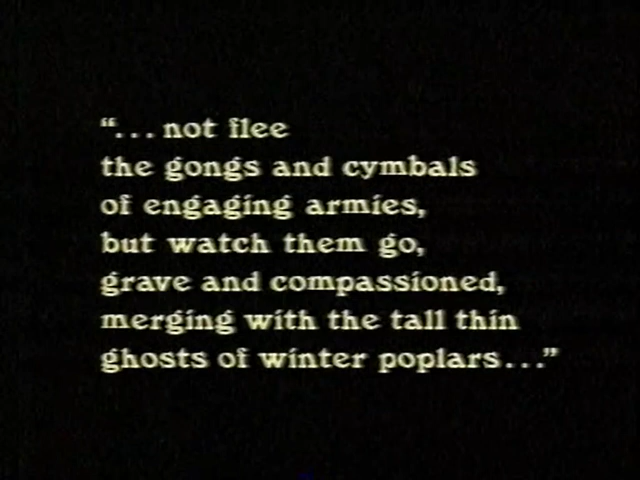 “... not flee
the gongs and cymbals
of engaging armies,
but watch them go,
grave and compassioned,
merging with the tall thin
ghosts of winter poplars...”